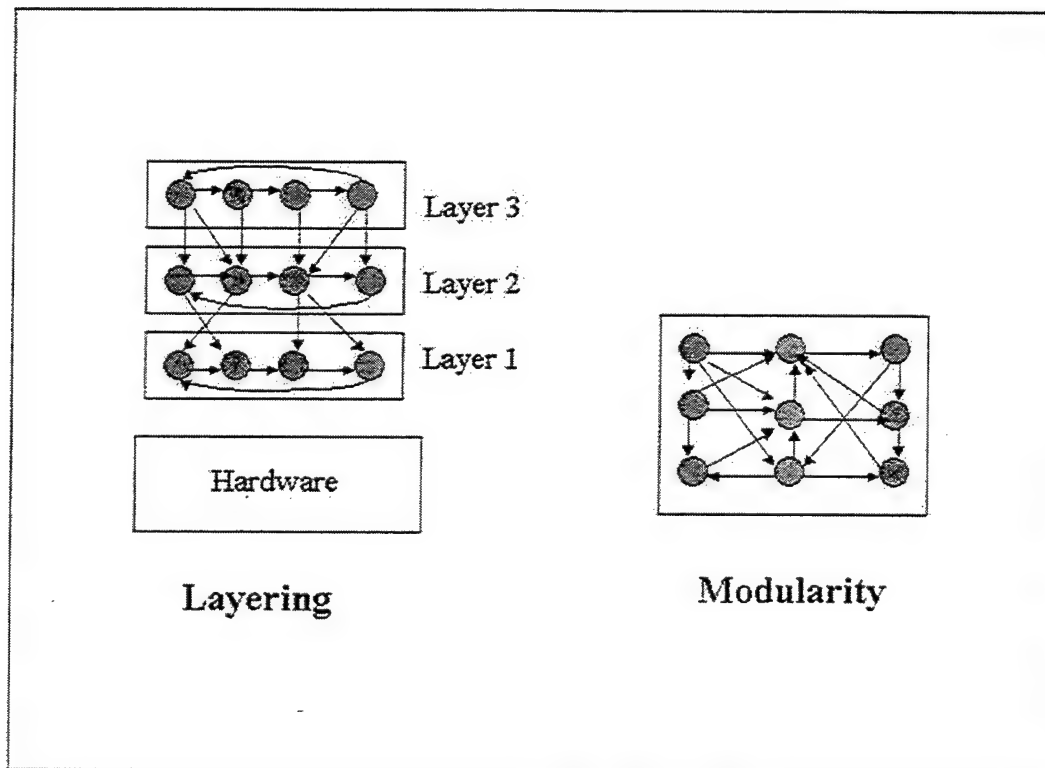 Layer 3
Layer 2
Layer 1
Hardware
Layering
Modularity